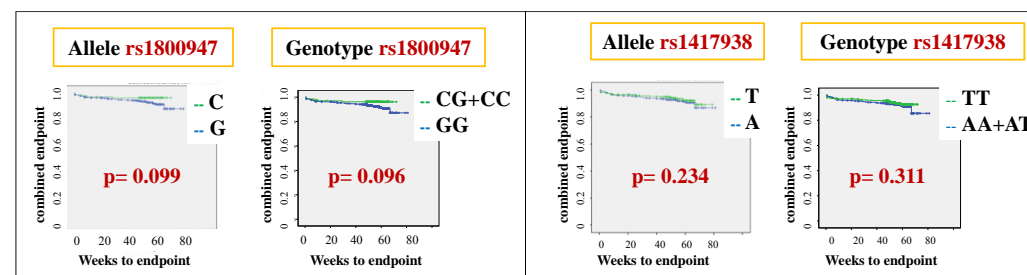 Allele rs1800947
combined endpoint
0 0.2 0.4 0.6 0.8 1.0
C
G
p= 0.099
0 20 40 60 80
Weeks to endpoint
Genotype rs1800947
combined endpoint
0 0.2 0.4 0.6 0.8 1.0
CG+CC
GG
p= 0.096
0 20 40 60 80
Weeks to endpoint
Allele rs1417938
combined endpoint
0 0.2 0.4 0.6 0.8 1.0
T
A
p= 0.234
0 20 40 60 80
Weeks to endpoint
Genotype rs1417938
combined endpoint
0 0.2 0.4 0.6 0.8 1.0
TT
AA+AT
p= 0.311
0 20 40 60 80
Weeks to endpoint